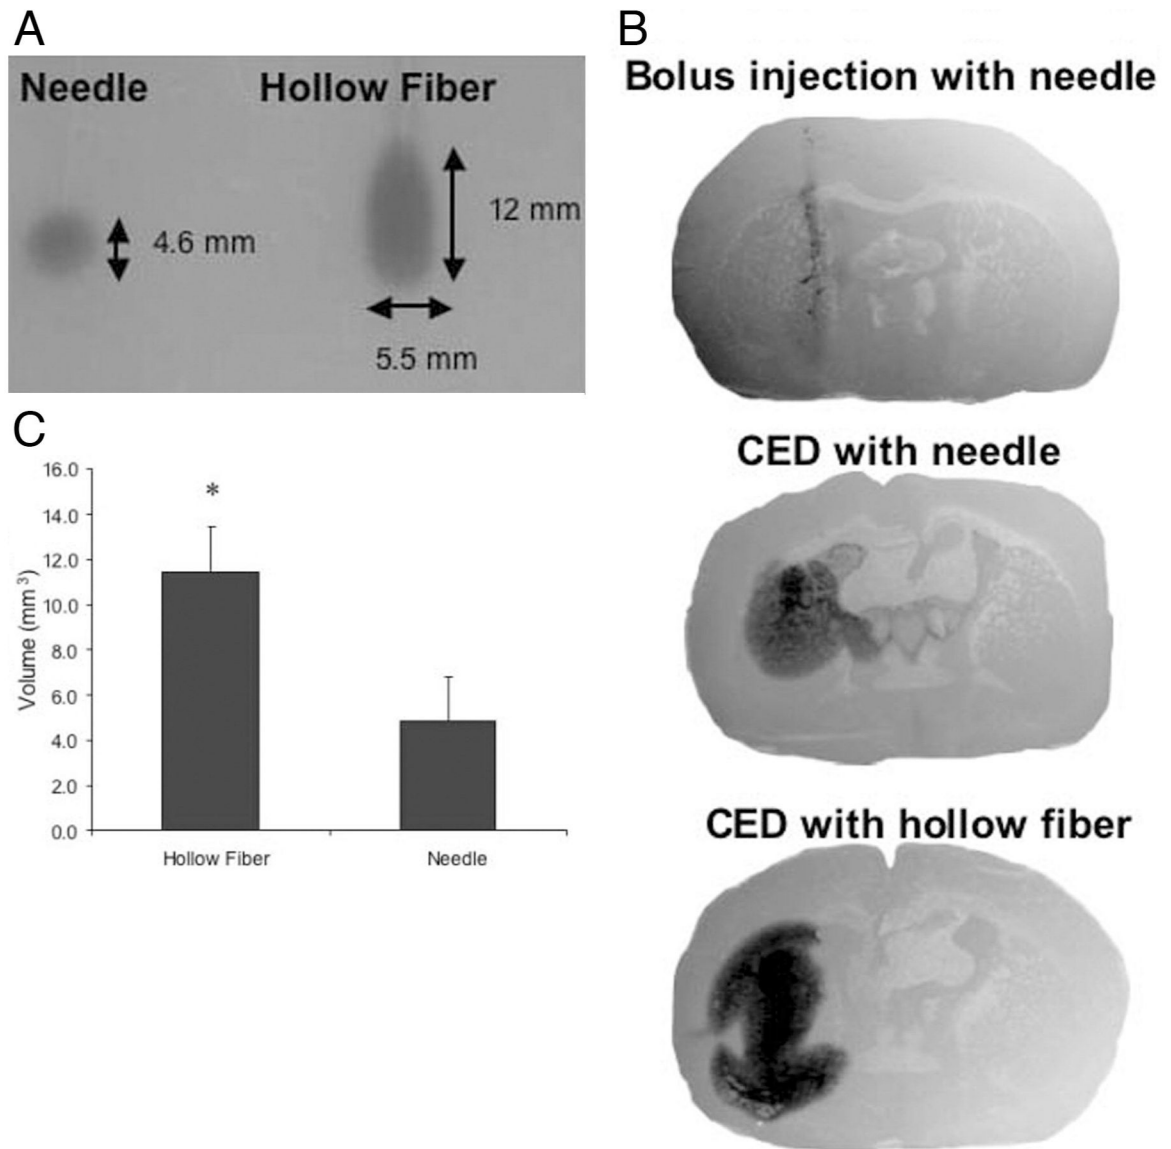 A
Needle
Hollow Fiber
4.6 mm
12 mm
5.5 mm
B
Bolus injection with needle
CED with needle
CED with hollow fiber
C
Volume (mm³)
16.0
14.0
12.0
10.0
8.0
6.0
4.0
2.0
0.0
*
Hollow Fiber
Needle